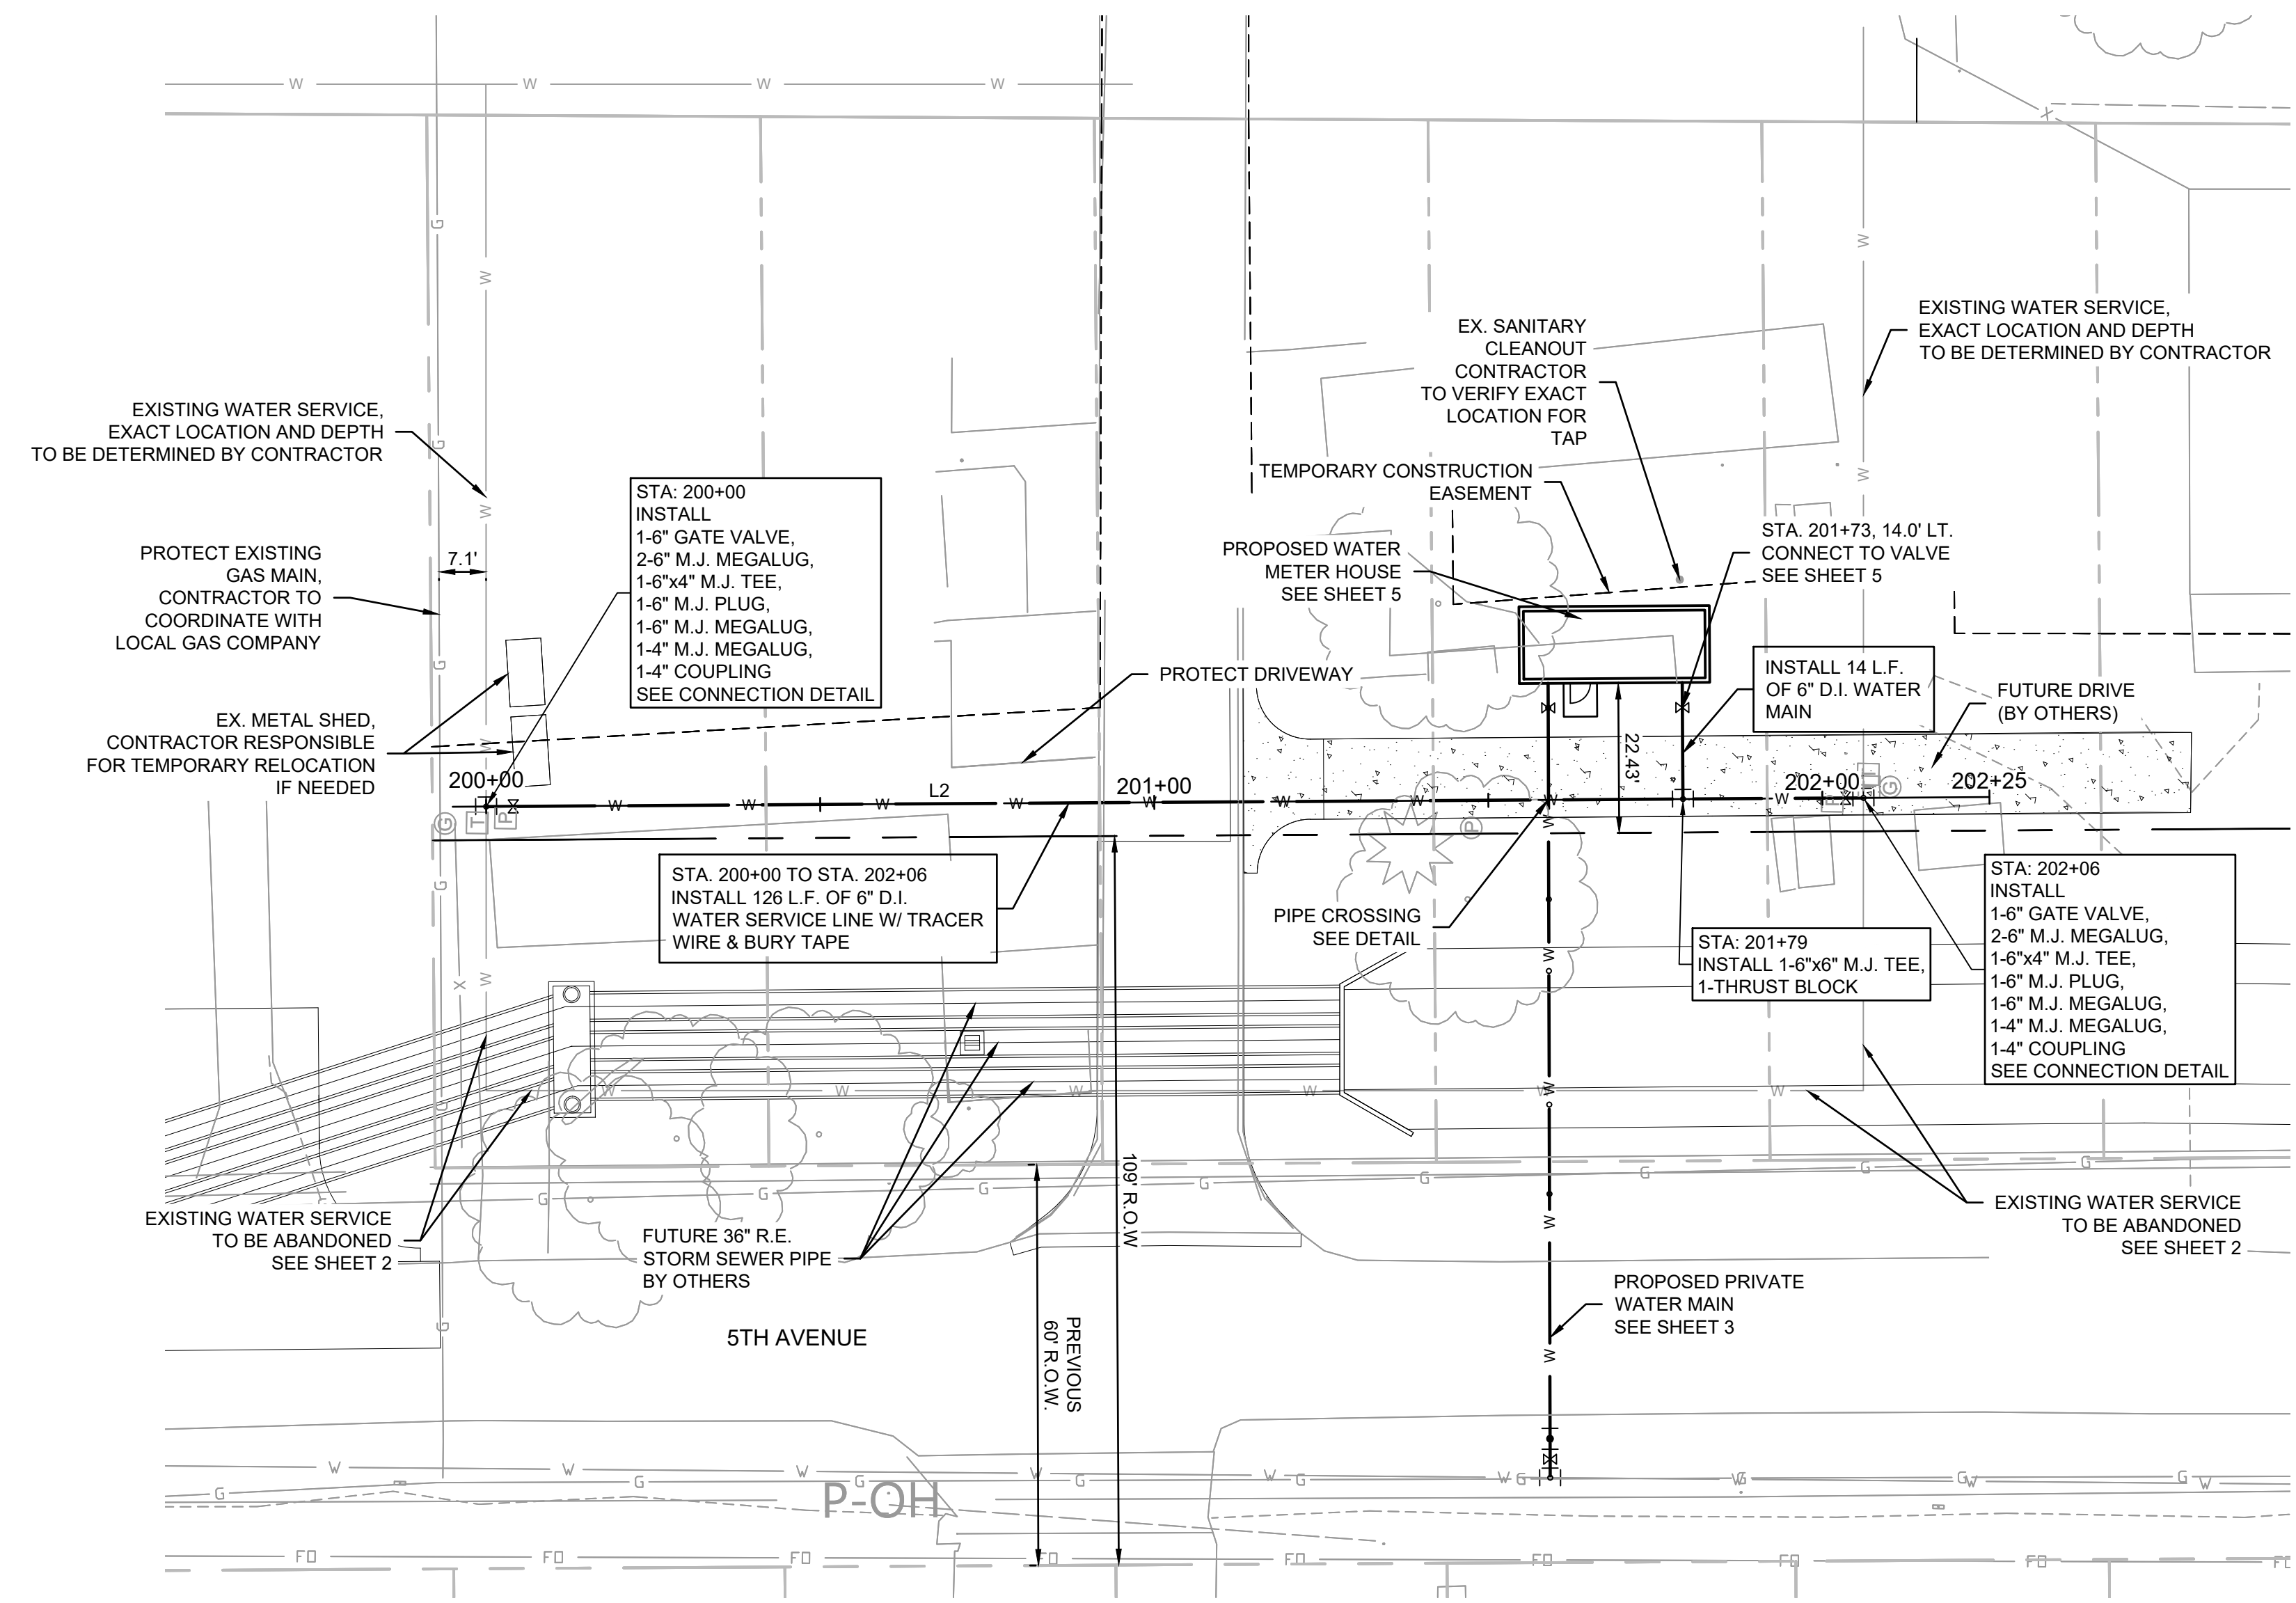 EXISTING WATER SERVICE,
EXACT LOCATION AND DEPTH
TO BE DETERMINED BY CONTRACTOR
EX. SANITARY
CLEANOUT
CONTRACTOR
TO VERIFY EXACT
LOCATION FOR
TAP
EXISTING WATER SERVICE,
EXACT LOCATION AND DEPTH
TO BE DETERMINED BY CONTRACTOR
TEMPORARY CONSTRUCTION
EASEMENT
STA: 200+00
INSTALL
1-6" GATE VALVE,
2-6" M.J. MEGALUG,
1-6"x4" M.J. TEE,
1-6" M.J. PLUG,
1-6" M.J. MEGALUG,
1-4" M.J. MEGALUG,
1-4" COUPLING
SEE CONNECTION DETAIL
STA. 201+73, 14.0' LT.
CONNECT TO VALVE
SEE SHEET 5
PROTECT EXISTING
GAS MAIN,
CONTRACTOR TO
COORDINATE WITH
LOCAL GAS COMPANY
7.1'
PROPOSED WATER
METER HOUSE
SEE SHEET 5
PROTECT DRIVEWAY
INSTALL 14 L.F.
OF 6" D.I. WATER
MAIN
FUTURE DRIVE
(BY OTHERS)
EX. METAL SHED,
CONTRACTOR RESPONSIBLE
FOR TEMPORARY RELOCATION
IF NEEDED
22.43'
200+00
L2
201+00
202+00
202+25
STA. 200+00 TO STA. 202+06
INSTALL 126 L.F. OF 6" D.I.
WATER SERVICE LINE W/ TRACER
WIRE & BURY TAPE
PIPE CROSSING
SEE DETAIL
STA: 201+79
INSTALL 1-6"x6" M.J. TEE,
1-THRUST BLOCK
STA: 202+06
INSTALL
1-6" GATE VALVE,
2-6" M.J. MEGALUG,
1-6"x4" M.J. TEE,
1-6" M.J. PLUG,
1-6" M.J. MEGALUG,
1-4" M.J. MEGALUG,
1-4" COUPLING
SEE CONNECTION DETAIL
109' R.O.W
EXISTING WATER SERVICE
TO BE ABANDONED
SEE SHEET 2
FUTURE 36" R.E.
STORM SEWER PIPE
BY OTHERS
EXISTING WATER SERVICE
TO BE ABANDONED
SEE SHEET 2
PROPOSED PRIVATE
WATER MAIN
SEE SHEET 3
5TH AVENUE
PREVIOUS
60' R.O.W.
P-OH